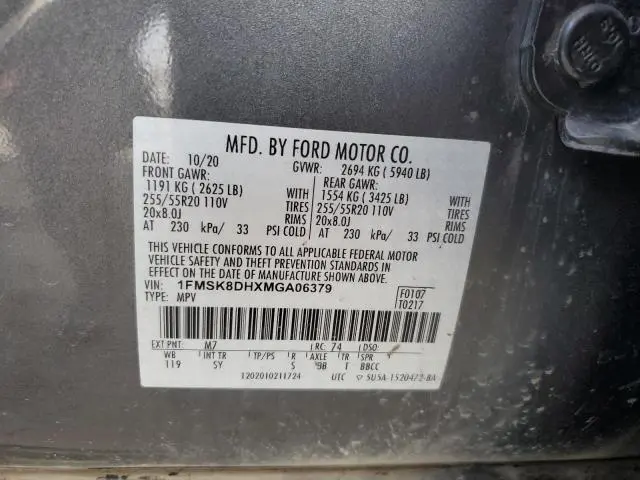 MFD. BY FORD MOTOR CO.
DATE: 10/20 GVWR: 2694 KG ( 5940 LB)
FRONT GAWR: REAR GAWR:
1191 KG ( 2625 LB) WITH 1554 KG ( 3425 LB) WITH
255/55R20 110V TIRES 255/55R20 110V TIRES
20x8.0J RIMS 20x8.0J RIMS
AT 230 kPa/ 33 PSI COLD AT 230 kPa/ 33 PSI COLD
THIS VEHICLE CONFORMS TO ALL APPLICABLE FEDERAL MOTOR
VEHICLE SAFETY AND THEFT PREVENTION STANDARDS IN
EFFECT ON THE DATE OF MANUFACTURE SHOWN ABOVE.
VIN: 1FMSK8DHXMGA06379
TYPE: MPV
F0107
T0217
EXT PNT: M7 RC: 74 DSO:
WB INT TR TP/PS R AXLE TR SPR
119 SY S T BBCC
1202010211724 UTC